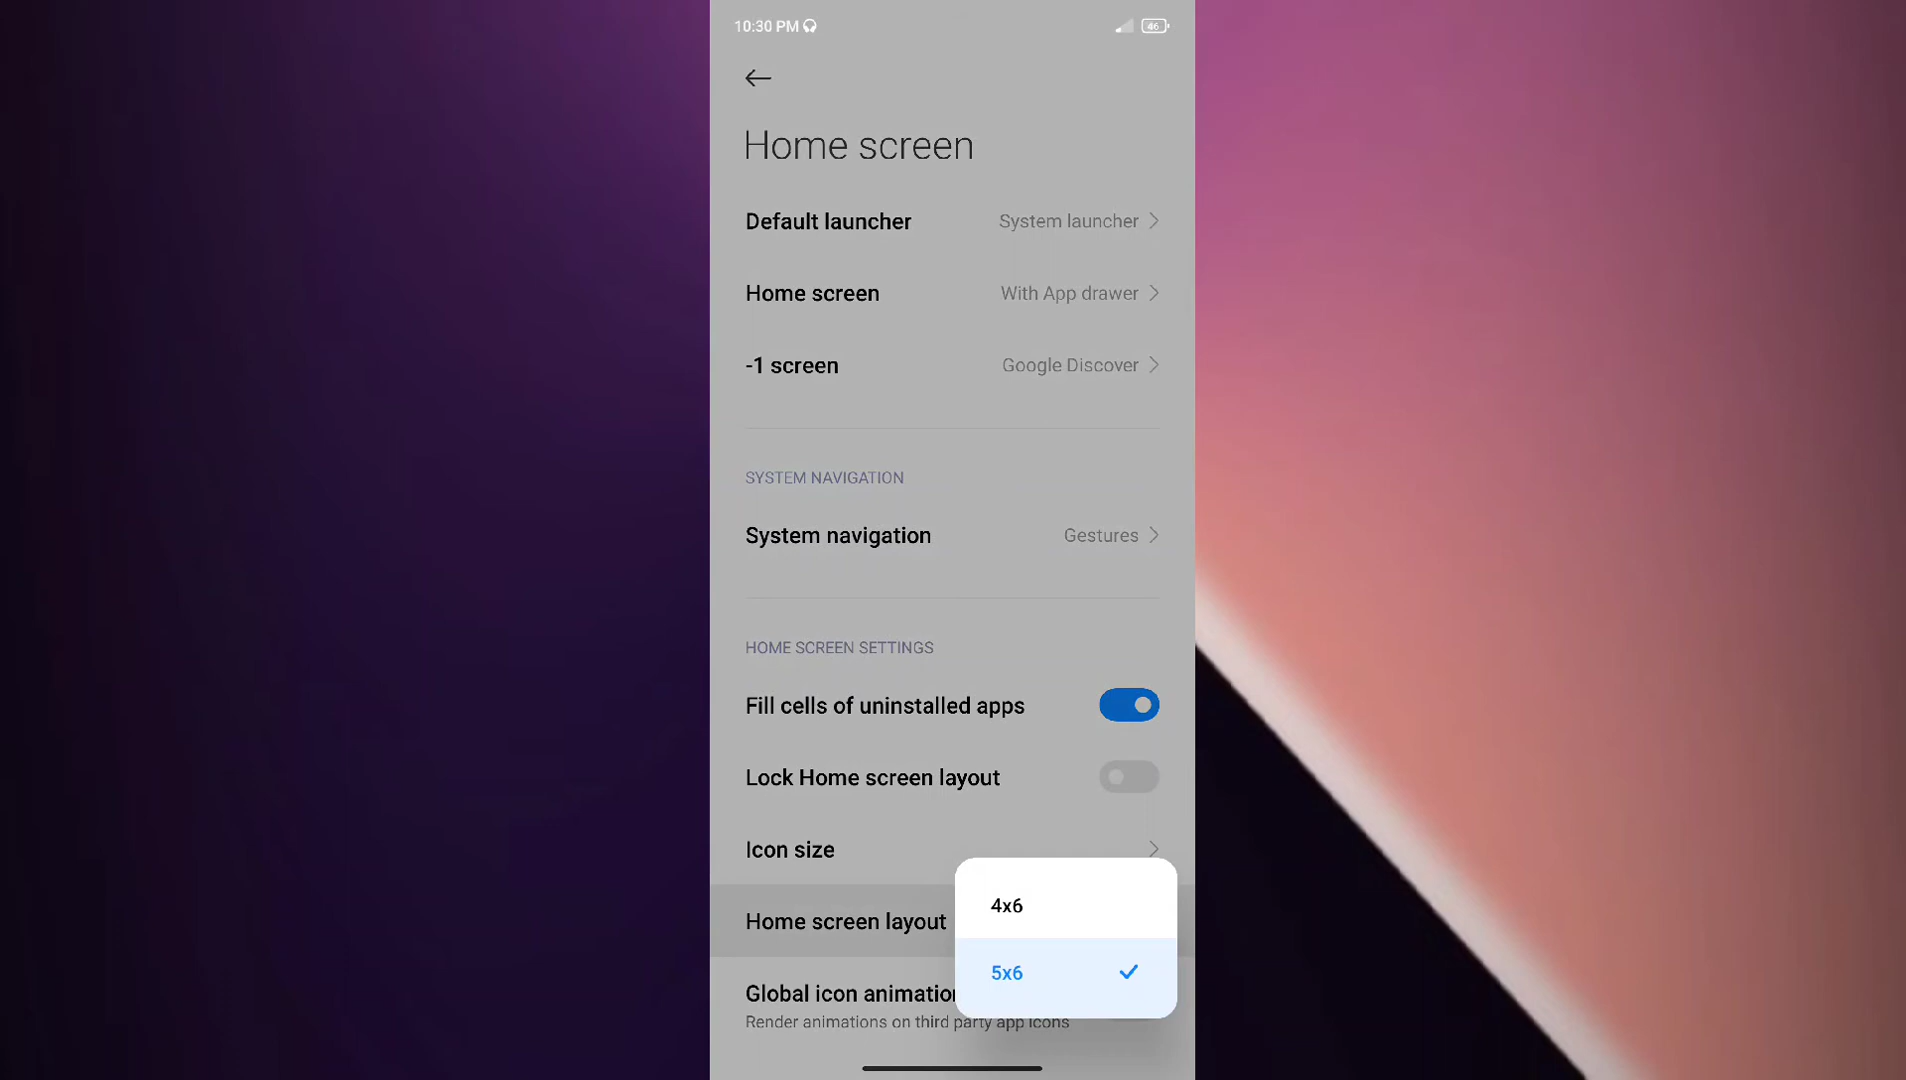 10:30 PM
46
Home screen
Default launcher System launcher
Home screen With App drawer
-1 screen Google Discover
SYSTEM NAVIGATION
System navigation Gestures
HOME SCREEN SETTINGS
Fill cells of uninstalled apps
Lock Home screen layout
Icon size
4x6
Home screen layout
5x6
Global icon animation
Render animations on third party app icons